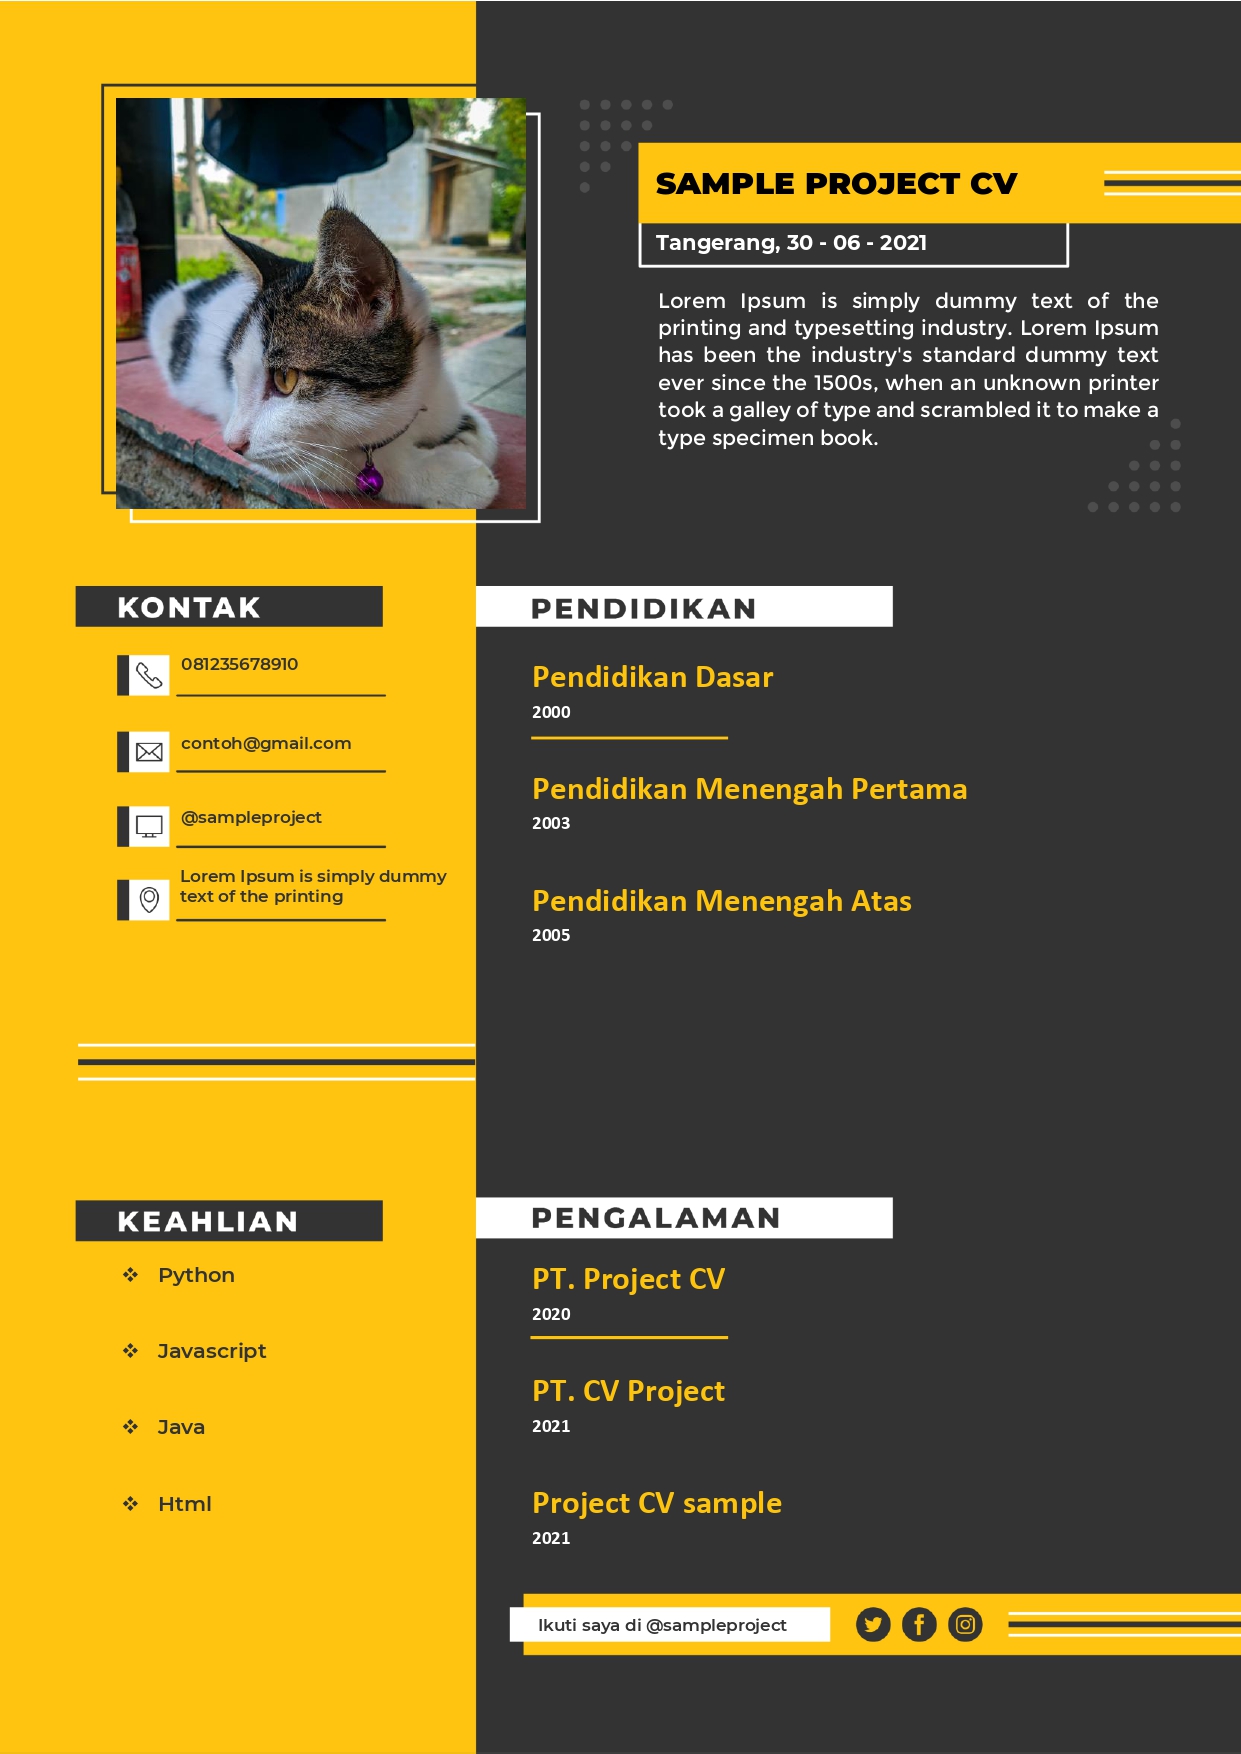 SAMPLE PROJECT CV
Tangerang, 30 - 06 - 2021
Lorem Ipsum is simply dummy text of the
printing and typesetting industry. Lorem Ipsum
has been the industry's standard dummy text
ever since the 1500s, when an unknown printer
took a galley of type and scrambled it to make a
type specimen book.
KONTAK
081235678910
contoh@gmail.com
@sampleproject
Lorem Ipsum is simply dummy
text of the printing
PENDIDIKAN
Pendidikan Dasar
2000
Pendidikan Menengah Pertama
2003
Pendidikan Menengah Atas
2005
KEAHLIAN
❖ Python
❖ Javascript
❖ Java
❖ Html
PENGALAMAN
PT. Project CV
2020
PT. CV Project
2021
Project CV sample
2021
Ikuti saya di @sampleproject